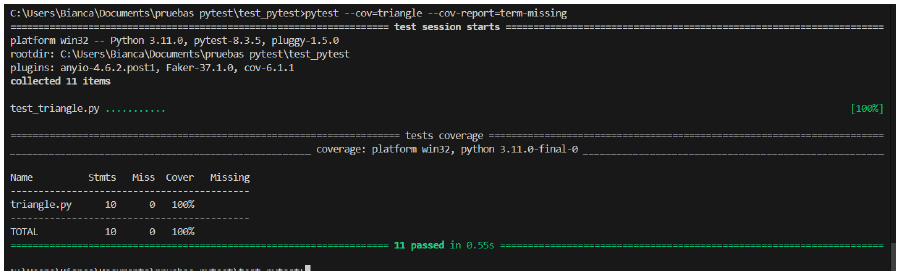 C:\Users\Bianca\Documents\pruebas pytest\test_pytest>pytest --cov=triangle --cov-report=term-missing
test session starts
platform win32 -- Python 3.11.0, pytest-8.3.5, pluggy-1.5.0
rootdir: C:\Users\Bianca\Documents\pruebas pytest\test_pytest
plugins: anyio-4.6.2.post1, Faker-37.1.0, cov-6.1.1
collected 11 items
test_triangle.py ........... [100%]
tests coverage
coverage: platform win32, python 3.11.0-final-0
Name Stmts Miss Cover Missing
-------------------------------------------
triangle.py 10 0 100%
-------------------------------------------
TOTAL 10 0 100%
11 passed in 0.55s